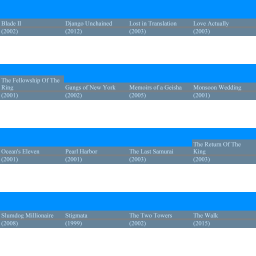 Blade II
(2002)
Django Unchained
(2012)
Lost in Translation
(2003)
Love Actually
(2003)
The Fellowship Of The
Ring
(2001)
Gangs of New York
(2002)
Memoirs of a Geisha
(2005)
Monsoon Wedding
(2001)
Ocean's Eleven
(2001)
Pearl Harbor
(2001)
The Last Samurai
(2003)
The Return Of The
King
(2003)
Slumdog Millionaire
(2008)
Stigmata
(1999)
The Two Towers
(2002)
The Walk
(2015)